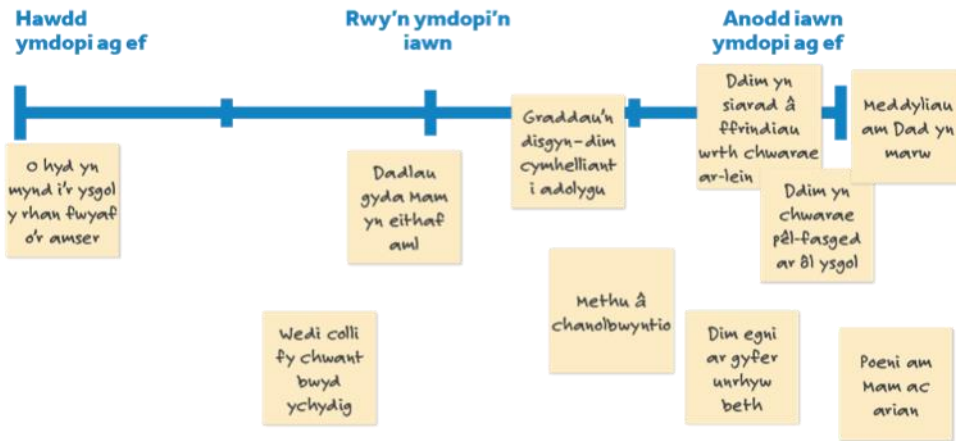 Hawdd
ymdopi ag ef
Rwy'n ymdopi'n
iawn
Anodd iawn
ymdopi ag ef
O hyd yn
mynd i'r ysgol
y rhan fwyaf
o'r amser
Wedi colli
fy chwant
bwyd
ychydig
Dadlau
gyda Mam
yn eithaf
aml
Graddau'n
disgyn-dim
cymhelliant
i adolygu
Methu â
chanolbwyntio
Ddim yn
siarad â
ffrindiau
wrth chwarae
ar-lein
Ddim yn
chwarae
pêl-fasged
ar ôl ysgol
Dim egni
ar gyfer
unrhyw
beth
Meddyliau
am Dad yn
marw
Poeni am
Mam ac
arian